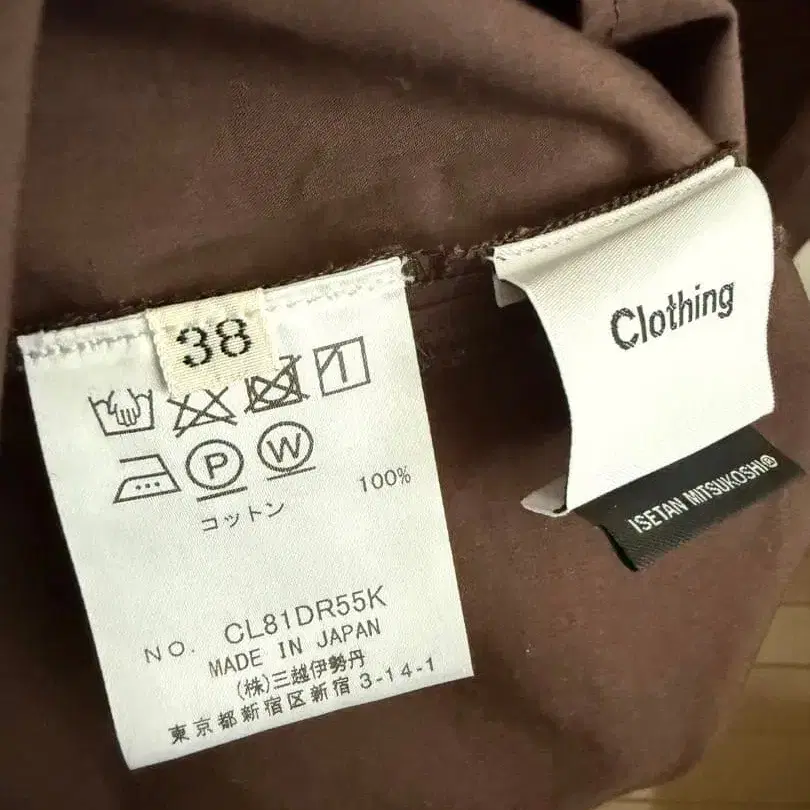 38
P W
コットン 100%
NO. CL81DR55K
MADE IN JAPAN
(株)三越伊勢丹
東京都新宿区新宿 3-14-1
Clothing
ISETAN MITSUKOSHI®